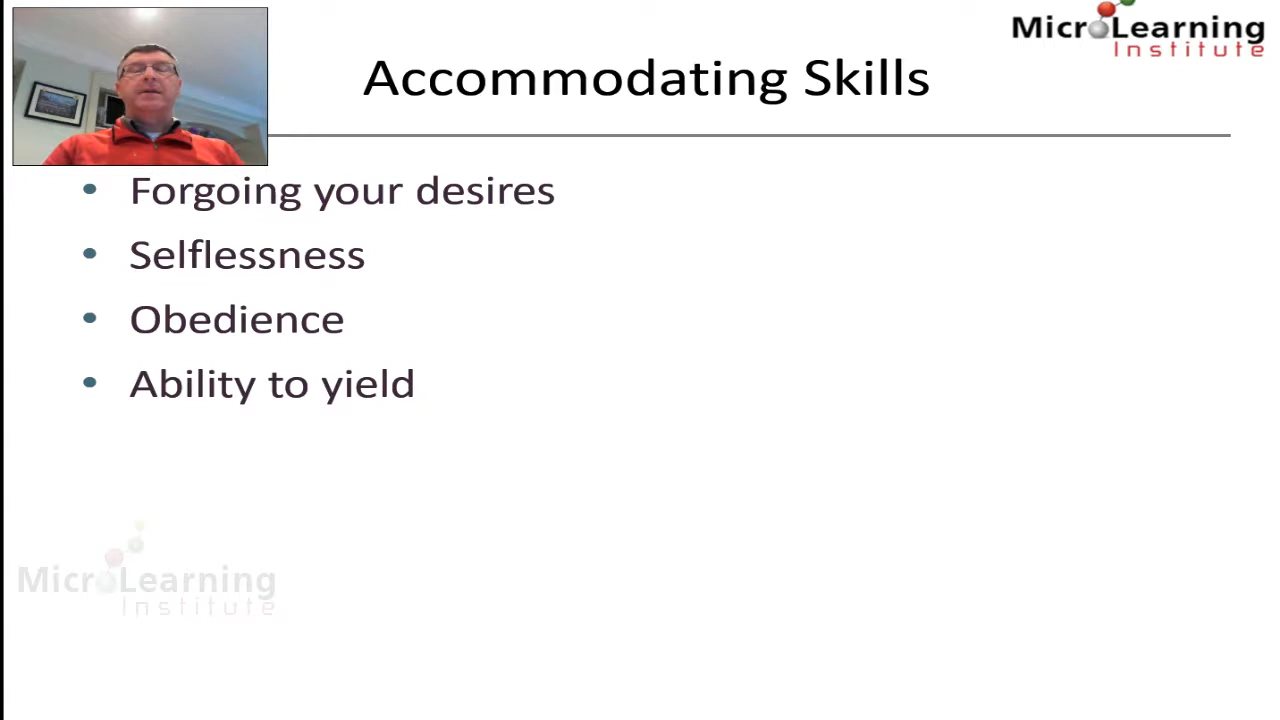 MicroLearning
Institute
Accommodating Skills
• Forgoing your desires
• Selflessness
• Obedience
• Ability to yield
MicroLearning
Institute